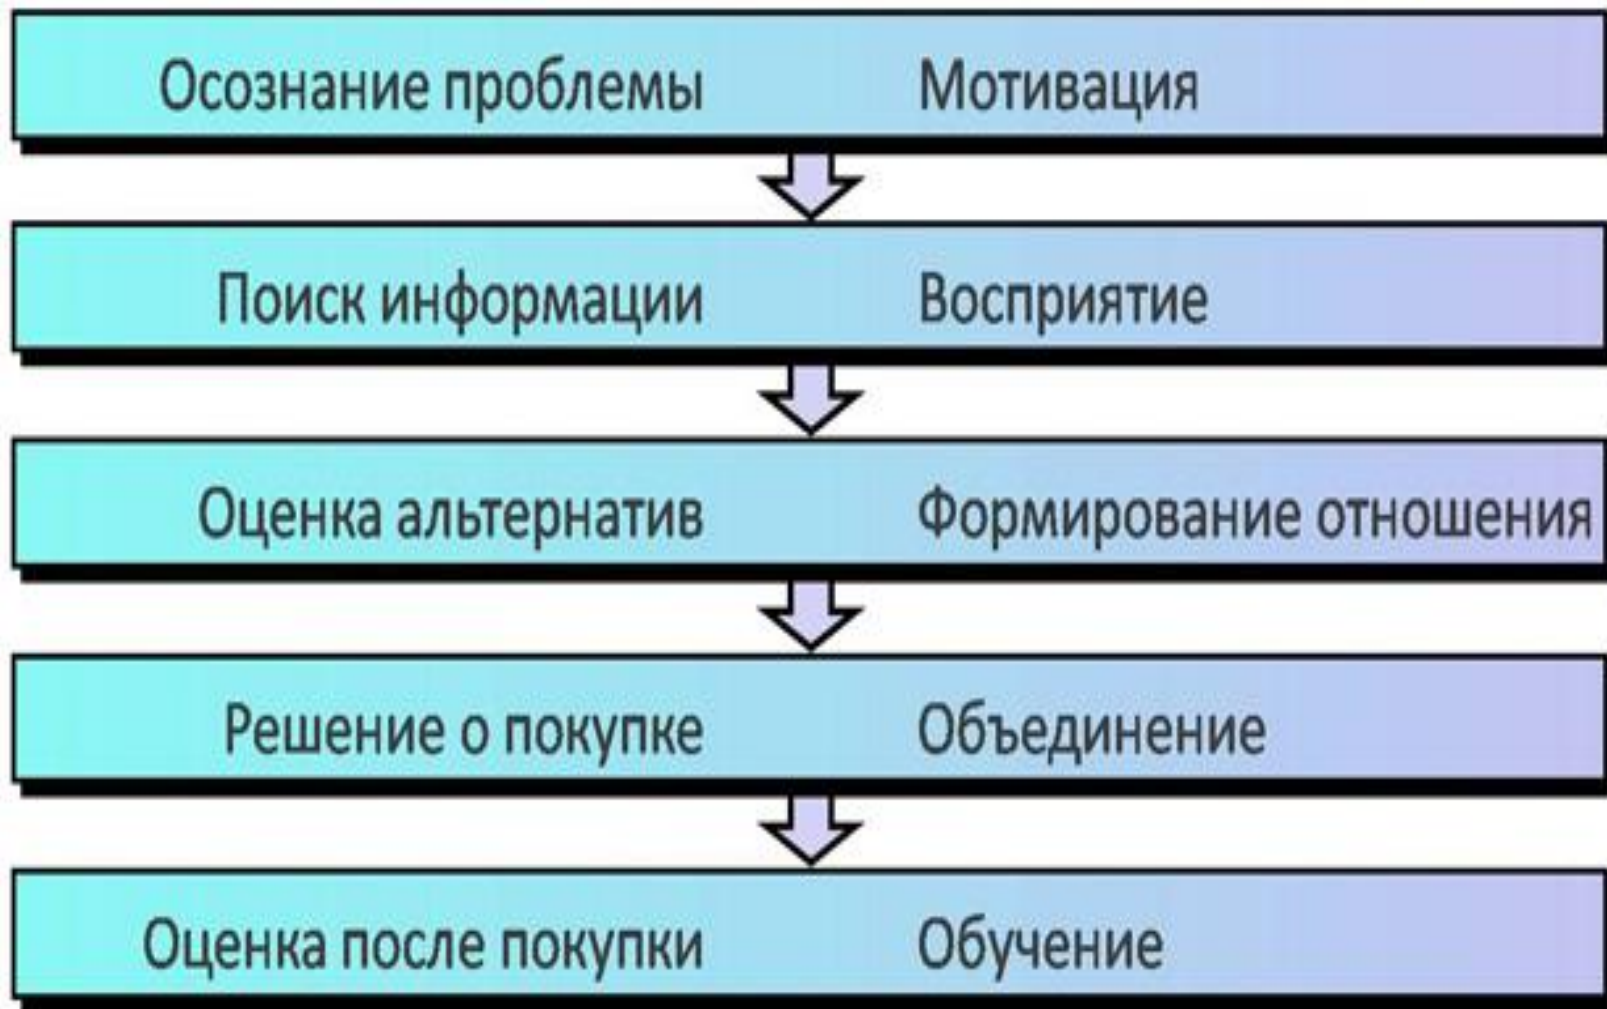 Осознание проблемы Мотивация
Поиск информации Восприятие
Оценка альтернатив Формирование отношения
Решение о покупке Объединение
Оценка после покупки Обучение